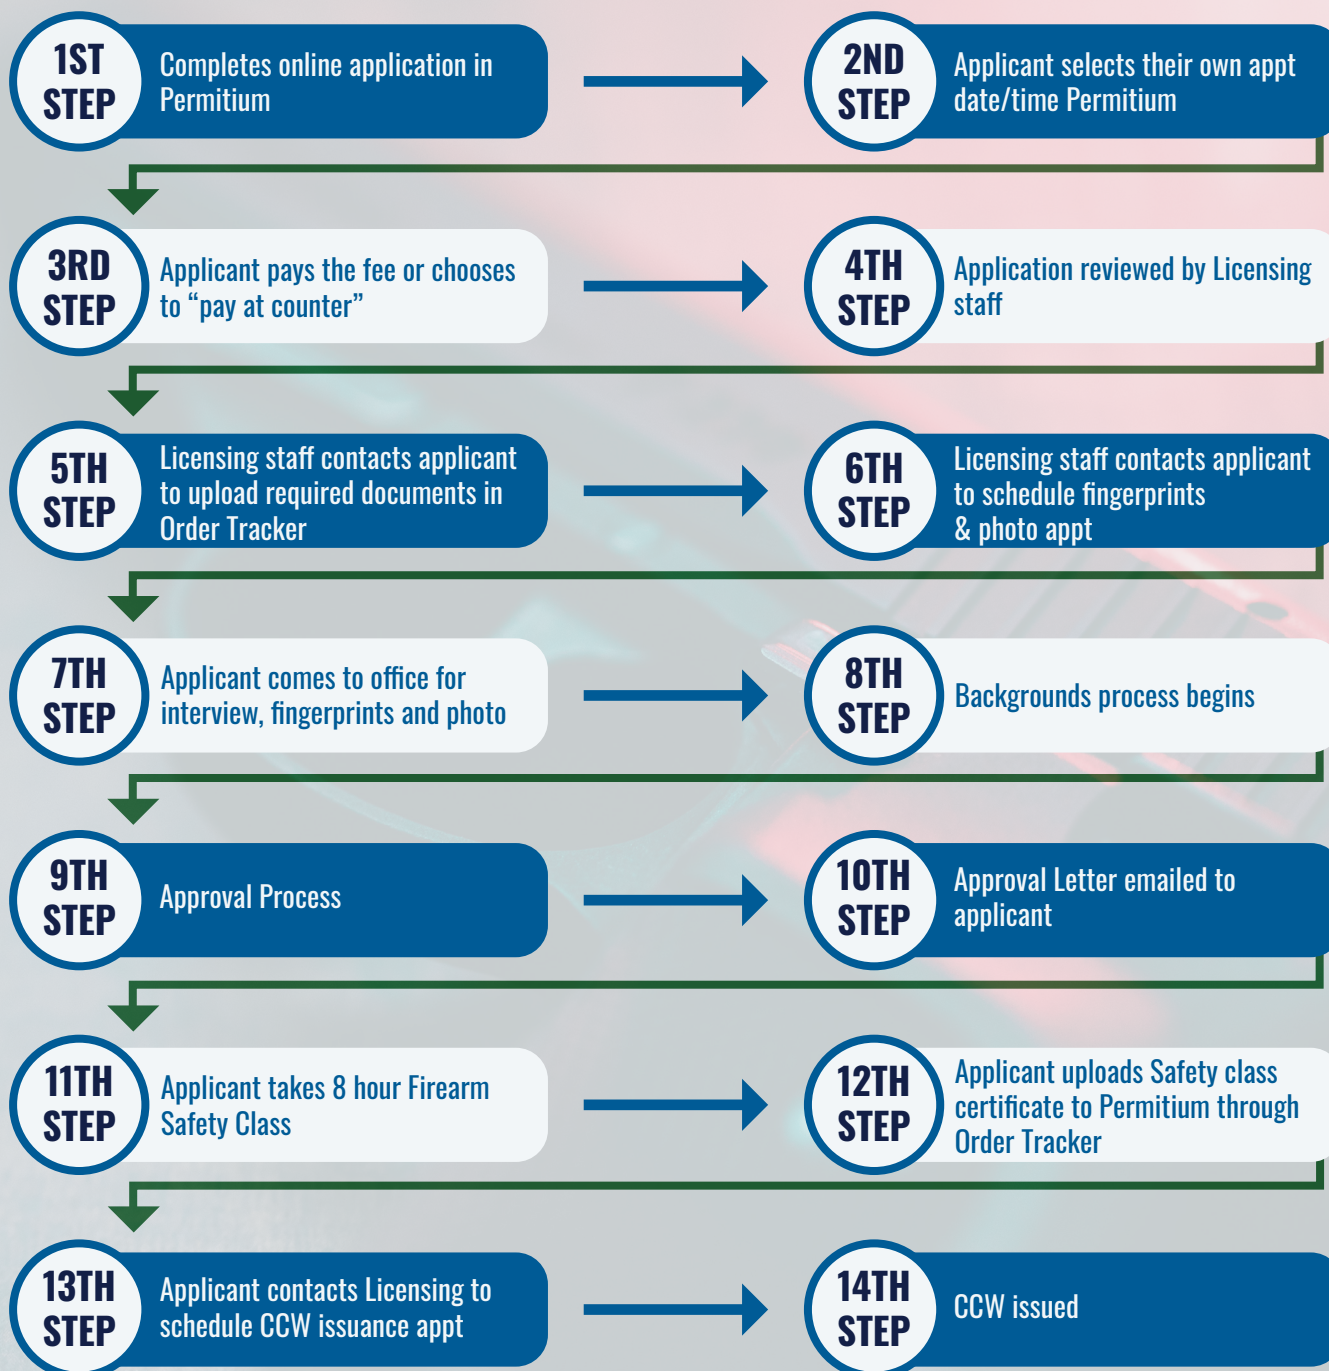 1ST
STEP
Completes online application in
Permitium
2ND
STEP
Applicant selects their own appt
date/time Permitium
3RD
STEP
Applicant pays the fee or chooses
to “pay at counter”
4TH
STEP
Application reviewed by Licensing
staff
5TH
STEP
Licensing staff contacts applicant
to upload required documents in
Order Tracker
6TH
STEP
Licensing staff contacts applicant
to schedule fingerprints
& photo appt
7TH
STEP
Applicant comes to office for
interview, fingerprints and photo
8TH
STEP
Backgrounds process begins
9TH
STEP
Approval Process
10TH
STEP
Approval Letter emailed to
applicant
11TH
STEP
Applicant takes 8 hour Firearm
Safety Class
12TH
STEP
Applicant uploads Safety class
certificate to Permitium through
Order Tracker
13TH
STEP
Applicant contacts Licensing to
schedule CCW issuance appt
14TH
STEP
CCW issued